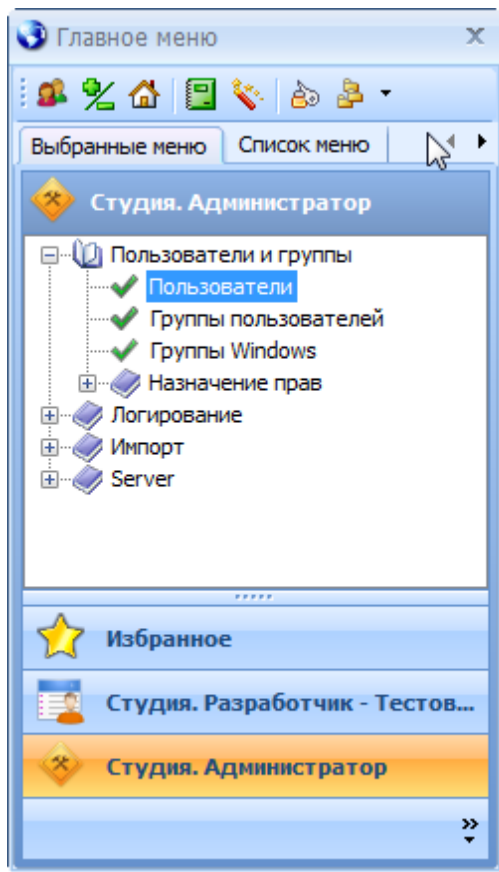 Главное меню
Выбранные меню Список меню
Студия. Администратор
Пользователи и группы
Пользователи
Группы пользователей
Группы Windows
Назначение прав
Логирование
Импорт
Server
Избранное
Студия. Разработчик - Тестов...
Студия. Администратор